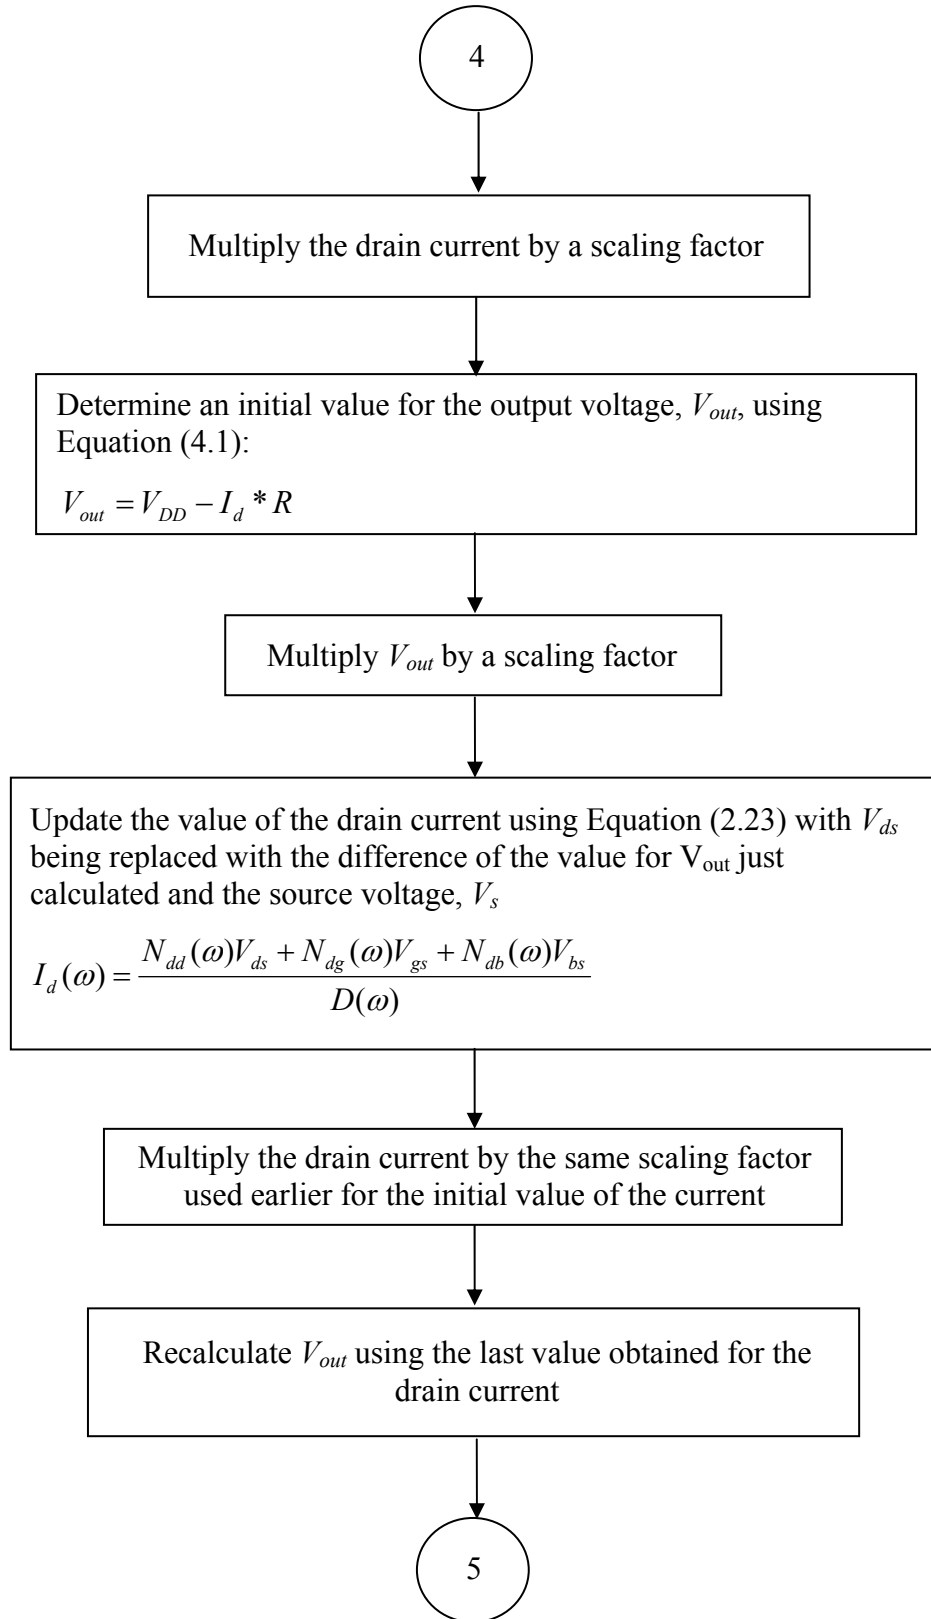 4
Multiply the drain current by a scaling factor
Determine an initial value for the output voltage, V_out, using
Equation (4.1):
V_out = V_DD − I_d * R
Multiply V_out by a scaling factor
Update the value of the drain current using Equation (2.23) with V_ds
being replaced with the difference of the value for V_out just
calculated and the source voltage, V_s
I_d(ω) = (N_dd(ω)V_ds + N_dg(ω)V_gs + N_db(ω)V_bs) / D(ω)
Multiply the drain current by the same scaling factor
used earlier for the initial value of the current
Recalculate V_out using the last value obtained for the
drain current
5